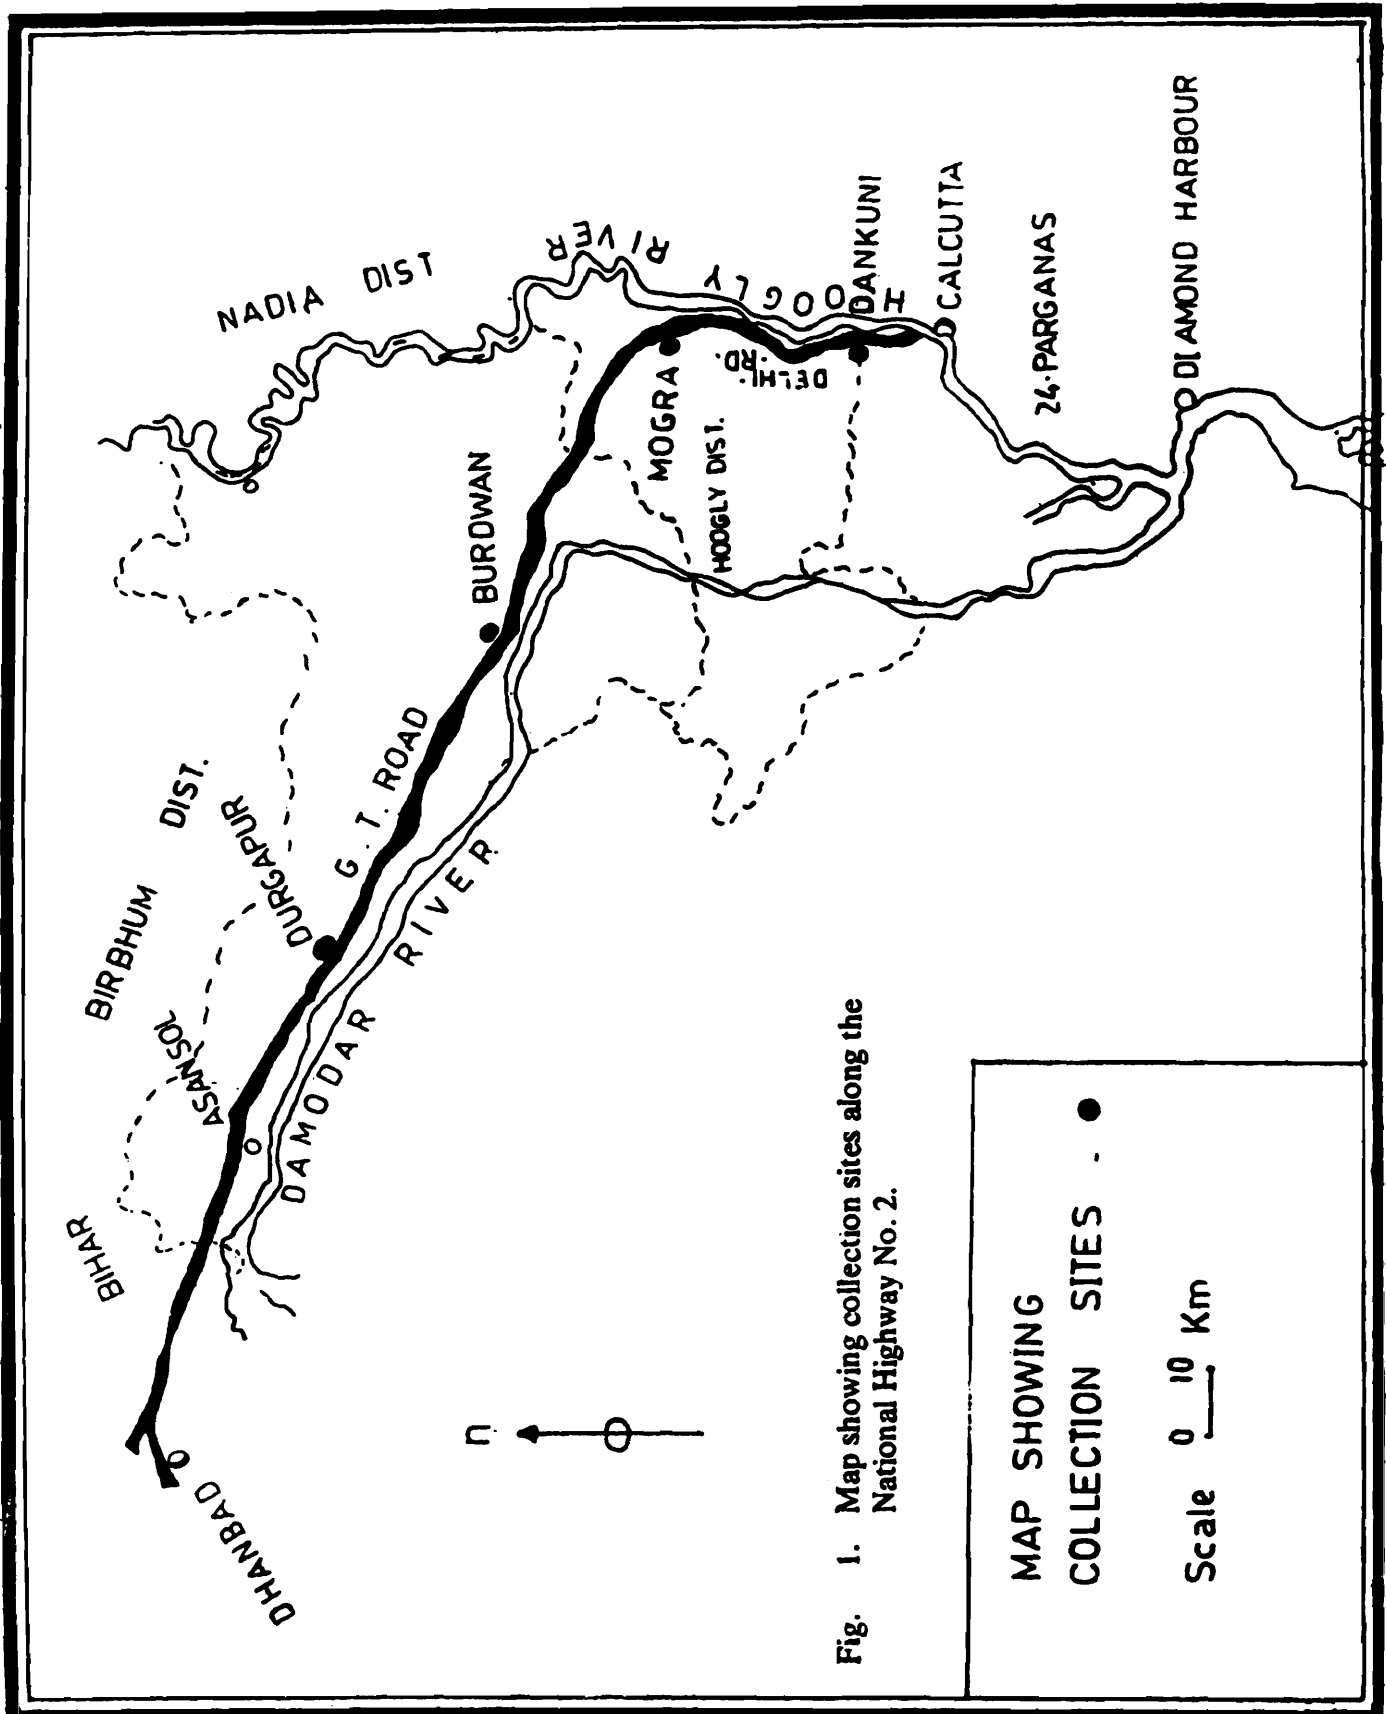 DHANBAD
BIHAR
ASANSOL
BIRBHUM DIST.
DURGAPUR
G.T. ROAD
DAMODAR RIVER
BURDWAN
NADIA DIST
HOOGLY RIVER
MOGRA
HOOGLY DIST.
DELHI. RD.
DANKUNI
CALCUTTA
24.PARGANAS
DIAMOND HARBOUR
n
Fig. 1. Map showing collection sites along the
National Highway No. 2.
MAP SHOWING
COLLECTION SITES
Scale 0 10 Km